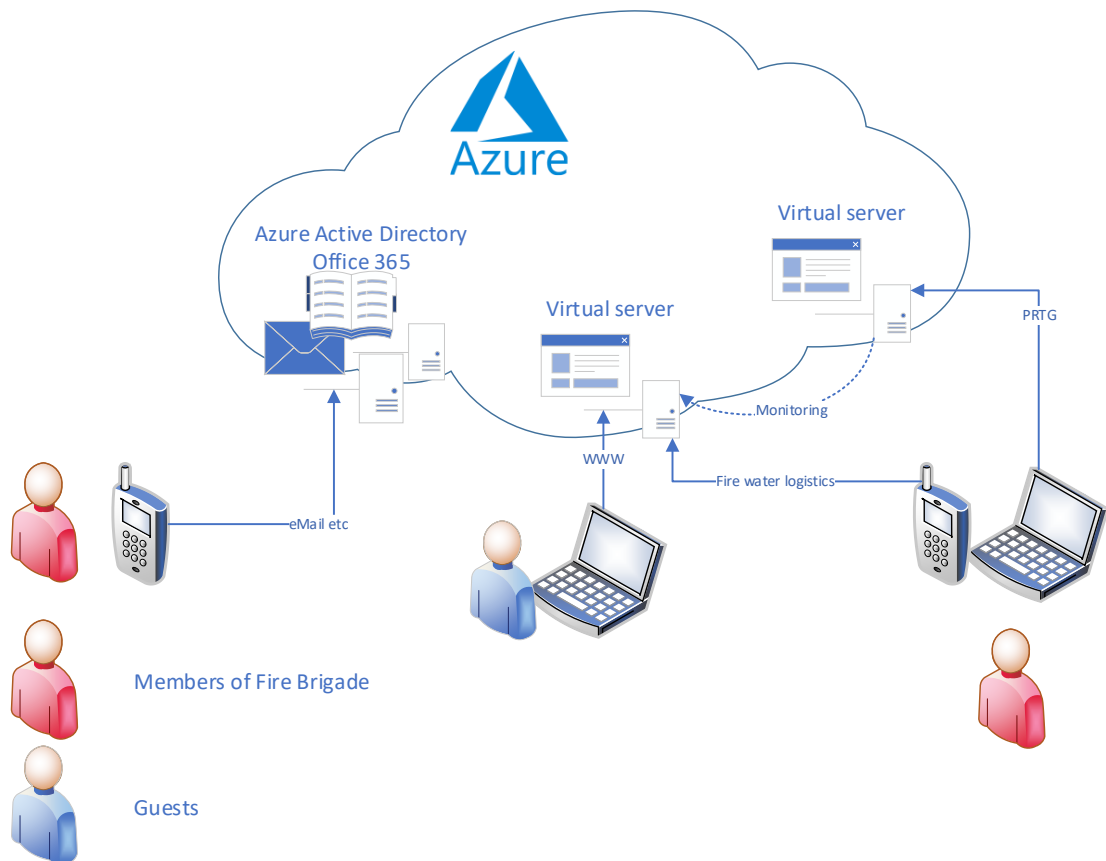 Azure
Virtual server
Azure Active Directory
Office 365
Virtual server
PRTG
Monitoring
WWW
Fire water logistics
eMail etc
Members of Fire Brigade
Guests